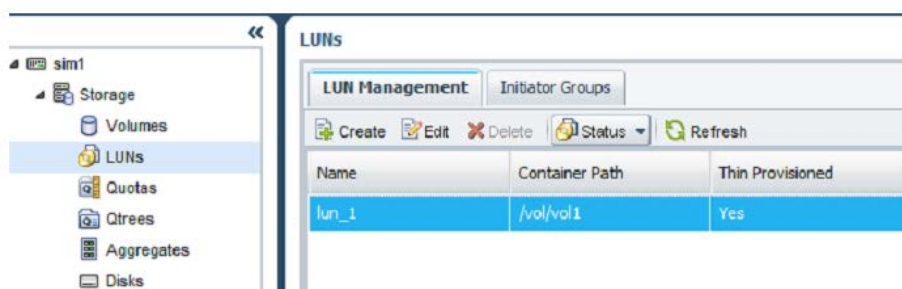 «
sim1
Storage
Volumes
LUNs
Quotas
Qtrees
Aggregates
Disks
LUNs
LUN Management Initiator Groups
Create Edit Delete Status Refresh
Name Container Path Thin Provisioned
lun_1 /vol/vol1 Yes